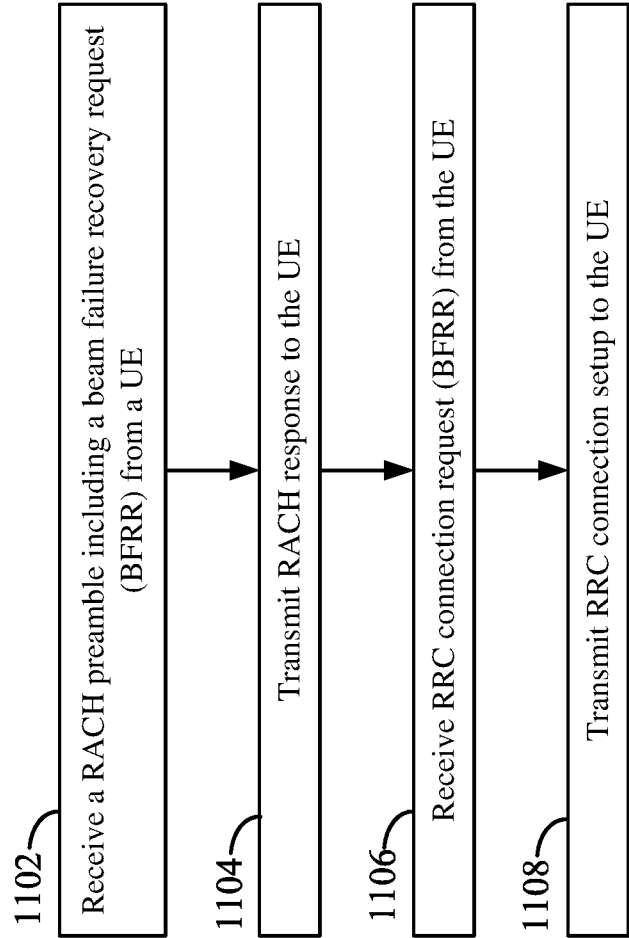 1102
Receive a RACH preamble including a beam failure recovery request
(BFRR) from a UE
1104
Transmit RACH response to the UE
1106
Receive RRC connection request (BFRR) from the UE
1108
Transmit RRC connection setup to the UE